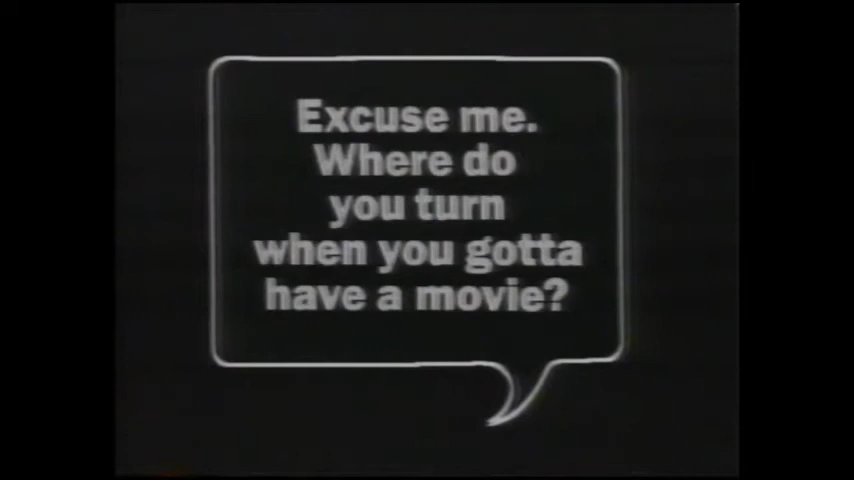 Excuse me.
Where do
you turn
when you gotta
have a movie?